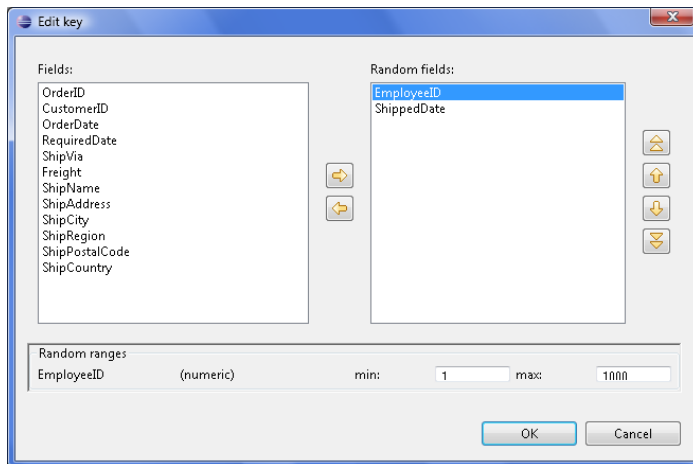 Edit key
Fields:
OrderID
CustomerID
OrderDate
RequiredDate
ShipVia
Freight
ShipName
ShipAddress
ShipCity
ShipRegion
ShipPostalCode
ShipCountry
Random fields:
EmployeeID
ShippedDate
Random ranges
EmployeeID (numeric) min: 1 max: 1000
OK Cancel